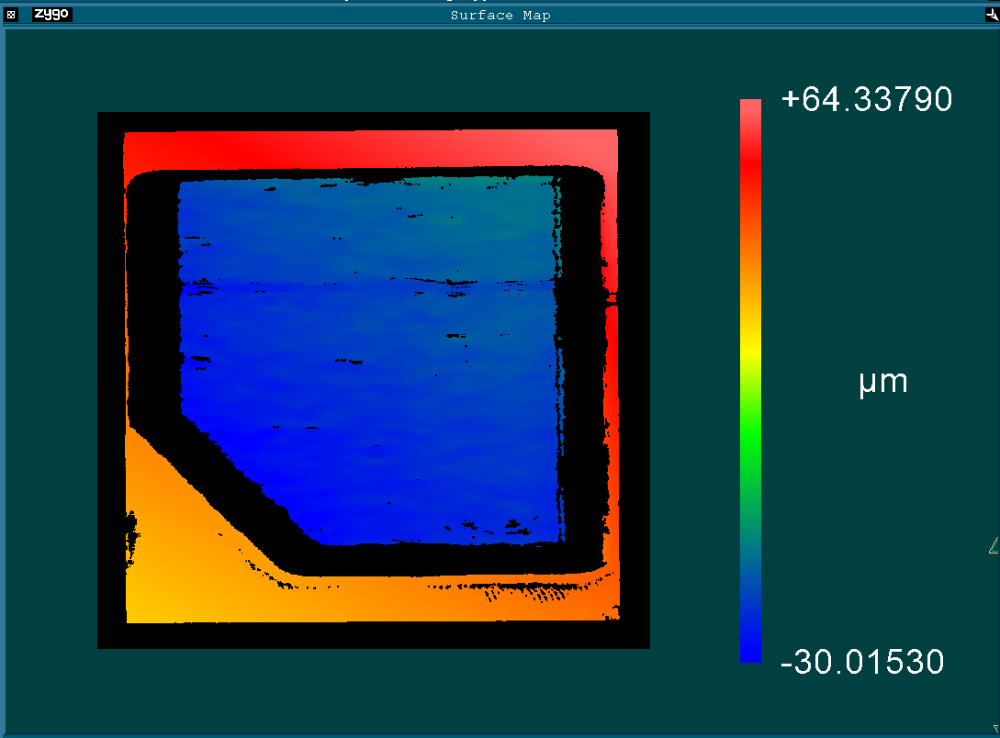 zygo
Surface Map
+64.33790
µm
-30.01530